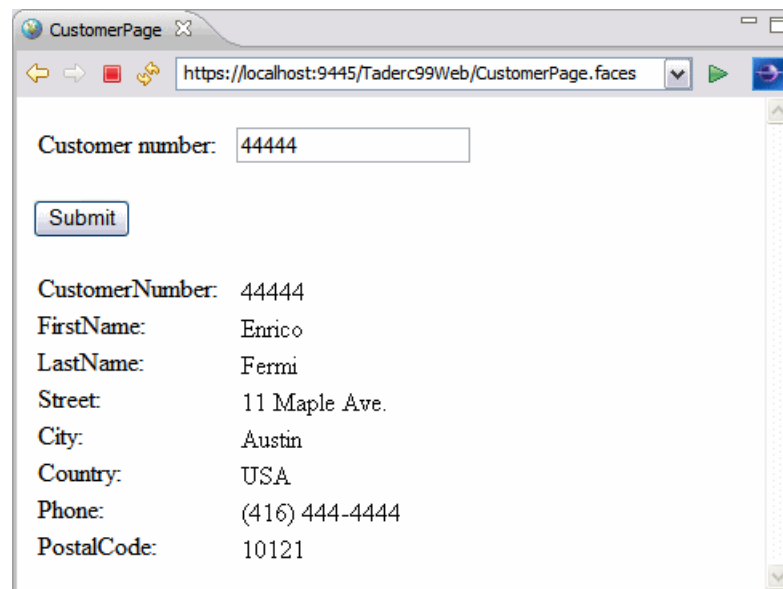 CustomerPage
https://localhost:9445/Taderc99Web/CustomerPage.faces
Customer number: 44444
Submit
CustomerNumber: 44444
FirstName: Enrico
LastName: Fermi
Street: 11 Maple Ave.
City: Austin
Country: USA
Phone: (416) 444-4444
PostalCode: 10121